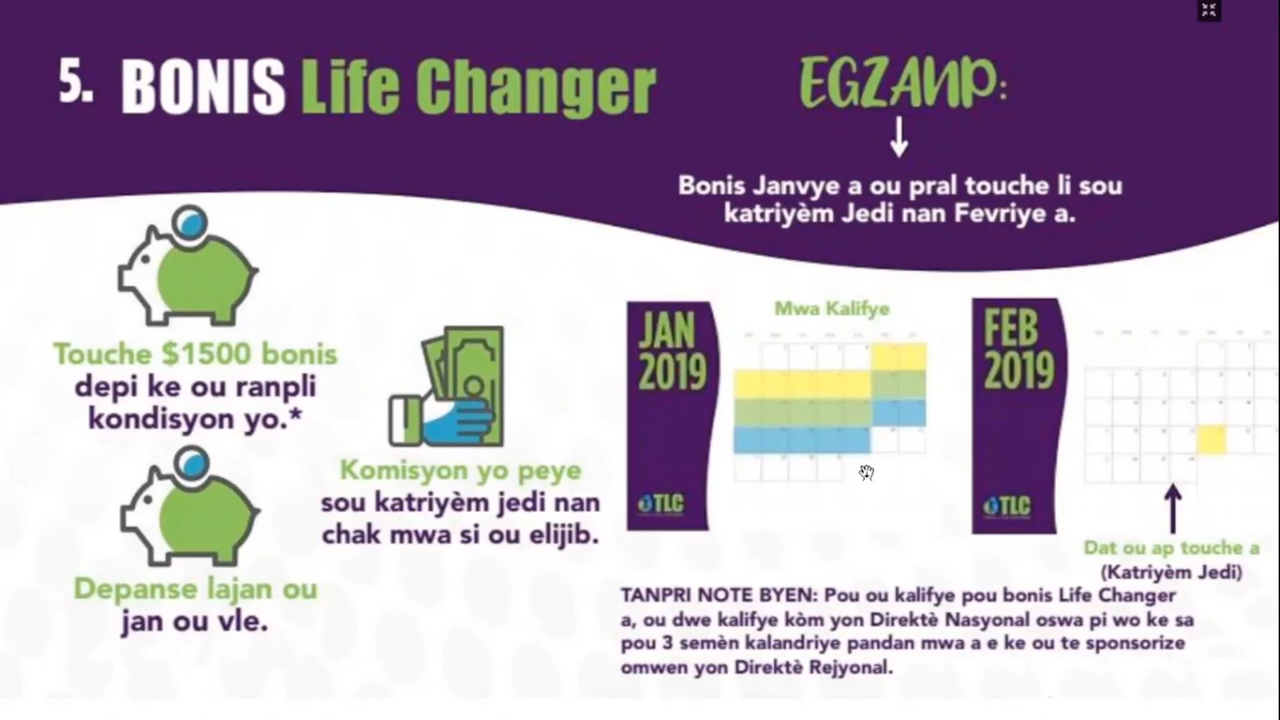 5. BONIS Life Changer
EGZANP:
Bonis Janvye a ou pral touche li sou
katriyèm Jedi nan Fevriye a.
Touche $1500 bonis
depi ke ou ranpli
kondisyon yo.*
Depanse lajan ou
jan ou vle.
Komisyon yo peye
sou katriyèm jedi nan
chak mwa si ou elijib.
Mwa Kalifye
JAN
2019
TLC
FEB
2019
TLC
Dat ou ap touche a
(Katriyèm Jedi)
TANPRI NOTE BYEN: Pou ou kalifye pou bonis Life Changer
a, ou dwe kalifye kòm yon Direktè Nasyonal oswa pi wo ke sa
pou 3 semèn kalandriye pandan mwa a e ke ou te sponsorize
omwen yon Direktè Rejyonal.